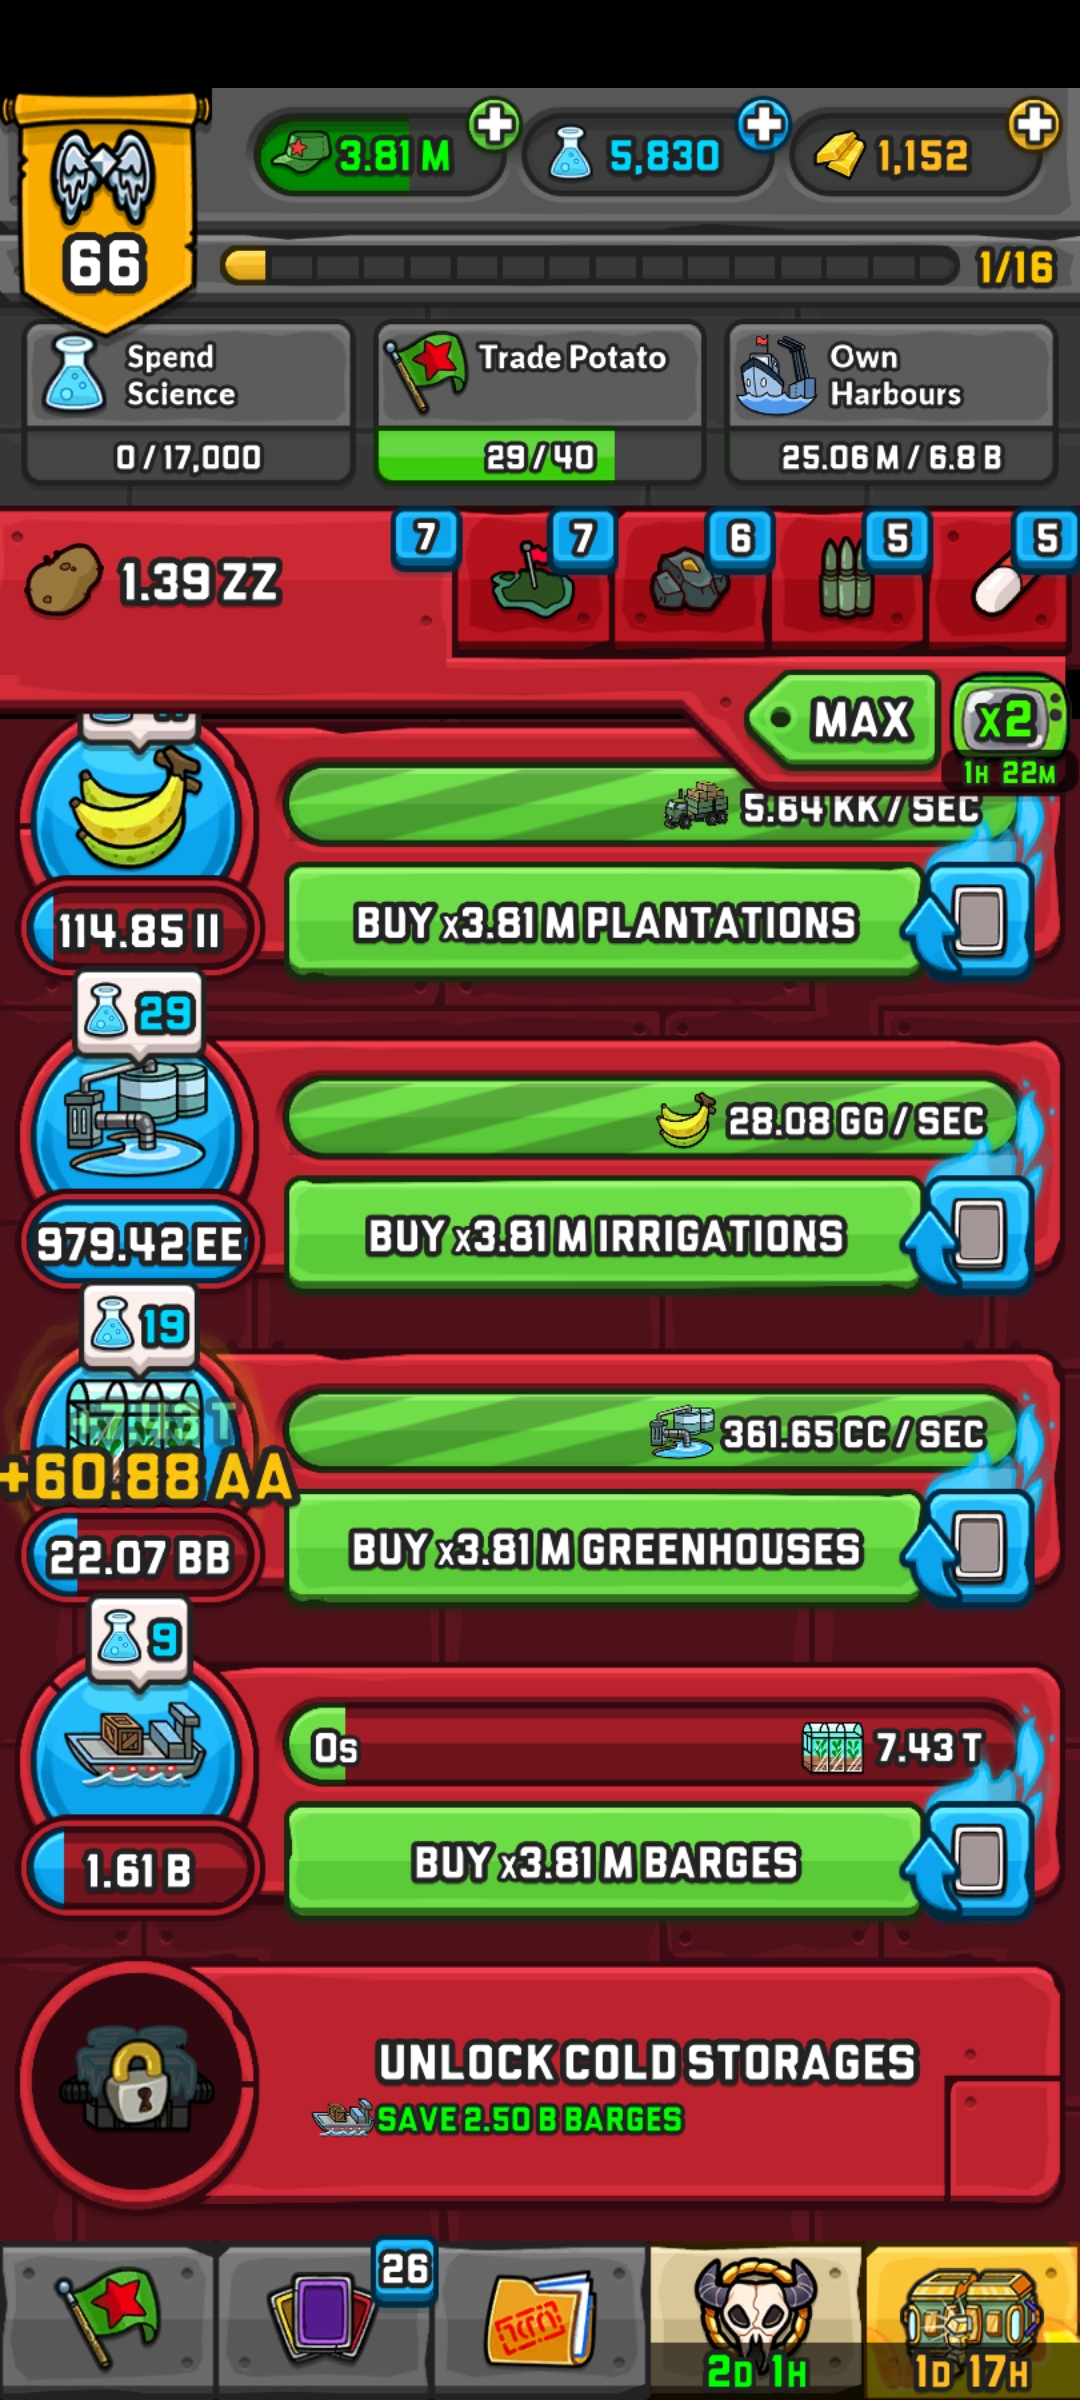 3.81 M
5,830
1,152
66
1/16
Spend
Science
0 / 17,000
Trade Potato
29 / 40
Own
Harbours
25.06 M / 6.8 B
1.39 ZZ
7
7
6
5
5
MAX
x2
1H 22M
5.64 KK / SEC
BUY x3.81 M PLANTATIONS
114.85 II
29
28.08 GG / SEC
BUY x3.81 M IRRIGATIONS
979.42 EE
19
361.65 CC / SEC
+60.88 AA
BUY x3.81 M GREENHOUSES
22.07 BB
9
0s
7.43 T
BUY x3.81 M BARGES
1.61 B
UNLOCK COLD STORAGES
SAVE 2.50 B BARGES
26
2D 1H
1D 17H